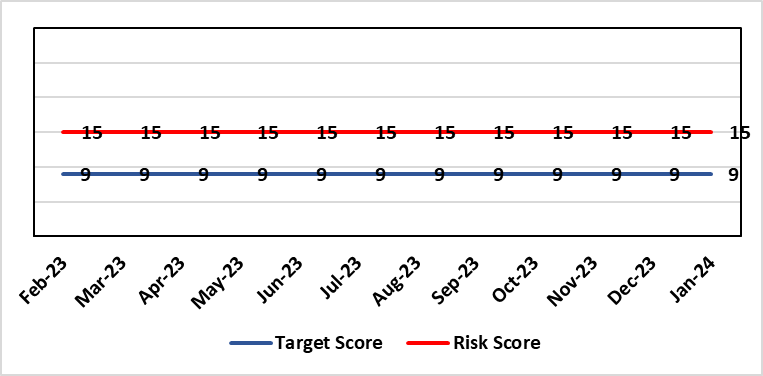 15 15 15 15 15 15 15 15 15 15 15 15
9 9 9 9 9 9 9 9 9 9 9 9
Feb-23 Mar-23 Apr-23 May-23 Jun-23 Jul-23 Aug-23 Sep-23 Oct-23 Nov-23 Dec-23 Jan-24
Target Score Risk Score